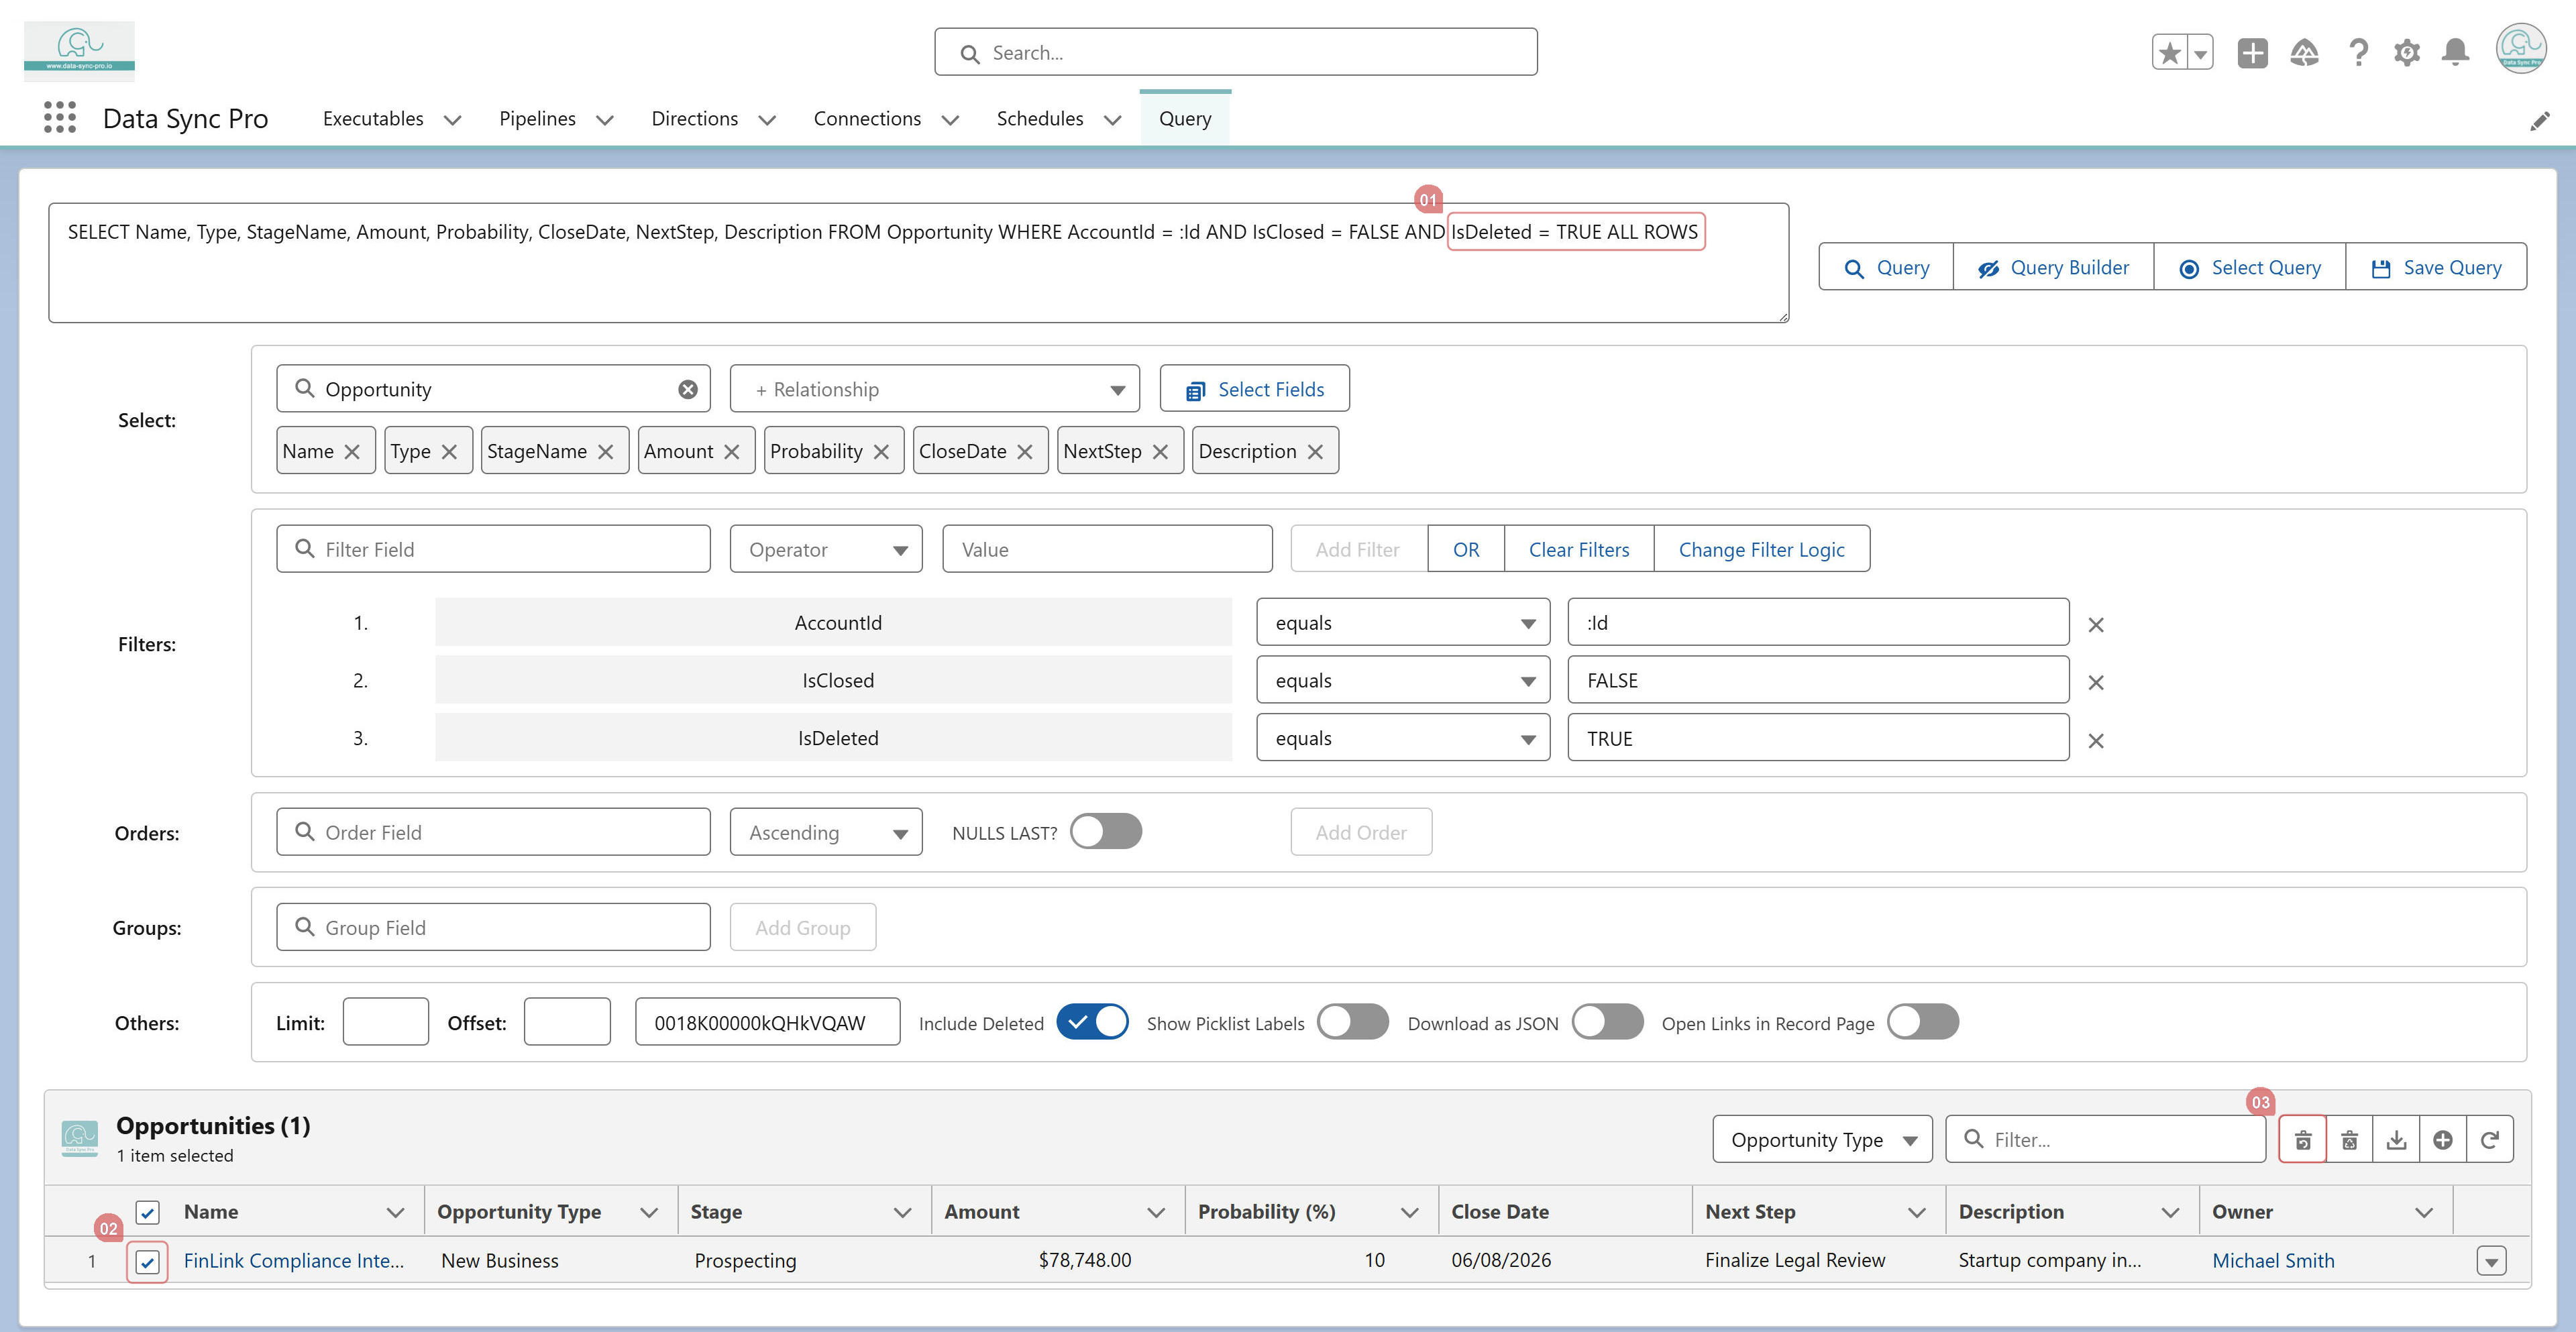 www.data-sync-pro.io
Search...
Data Sync Pro
Data Sync Pro
Executables
Pipelines
Directions
Connections
Schedules
Query
01
SELECT Name, Type, StageName, Amount, Probability, CloseDate, NextStep, Description FROM Opportunity WHERE AccountId = :Id AND IsClosed = FALSE AND IsDeleted = TRUE ALL ROWS
Query
Query Builder
Select Query
Save Query
Select:
Opportunity
+ Relationship
Select Fields
Name
Type
StageName
Amount
Probability
CloseDate
NextStep
Description
Filters:
Filter Field
Operator
Value
Add Filter
OR
Clear Filters
Change Filter Logic
1. AccountId equals :Id
2. IsClosed equals FALSE
3. IsDeleted equals TRUE
Orders:
Order Field
Ascending
NULLS LAST?
Add Order
Groups:
Group Field
Add Group
Others:
Limit:
Offset:
0018K00000kQHkVQAW
Include Deleted
Show Picklist Labels
Download as JSON
Open Links in Record Page
Opportunities (1)
1 item selected
Opportunity Type
Filter...
03
Name Opportunity Type Stage Amount Probability (%) Close Date Next Step Description Owner
02
1 FinLink Compliance Inte... New Business Prospecting $78,748.00 10 06/08/2026 Finalize Legal Review Startup company in... Michael Smith